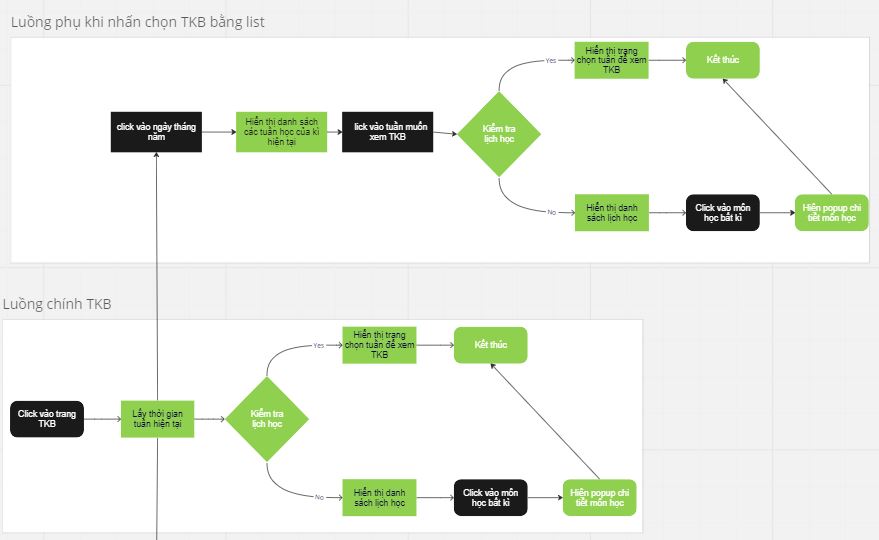 Luồng phụ khi nhấn chọn TKB bằng list
click vào ngày tháng
năm
Hiển thị danh sách
các tuần học của kì
hiện tại
lick vào tuần muốn
xem TKB
Kiểm tra
lịch học
Yes
Hiển thị trang
chọn tuần để xem
TKB
Kết thúc
No
Hiển thị danh
sách lịch học
Click vào môn
học bất kì
Hiện popup chi
tiết môn học
Luồng chính TKB
Click vào trang
TKB
Lấy thời gian
tuần hiện tại
Kiểm tra
lịch học
Yes
Hiển thị trang
chọn tuần để xem
TKB
Kết thúc
No
Hiển thị danh
sách lịch học
Click vào môn
học bất kì
Hiện popup chi
tiết môn học